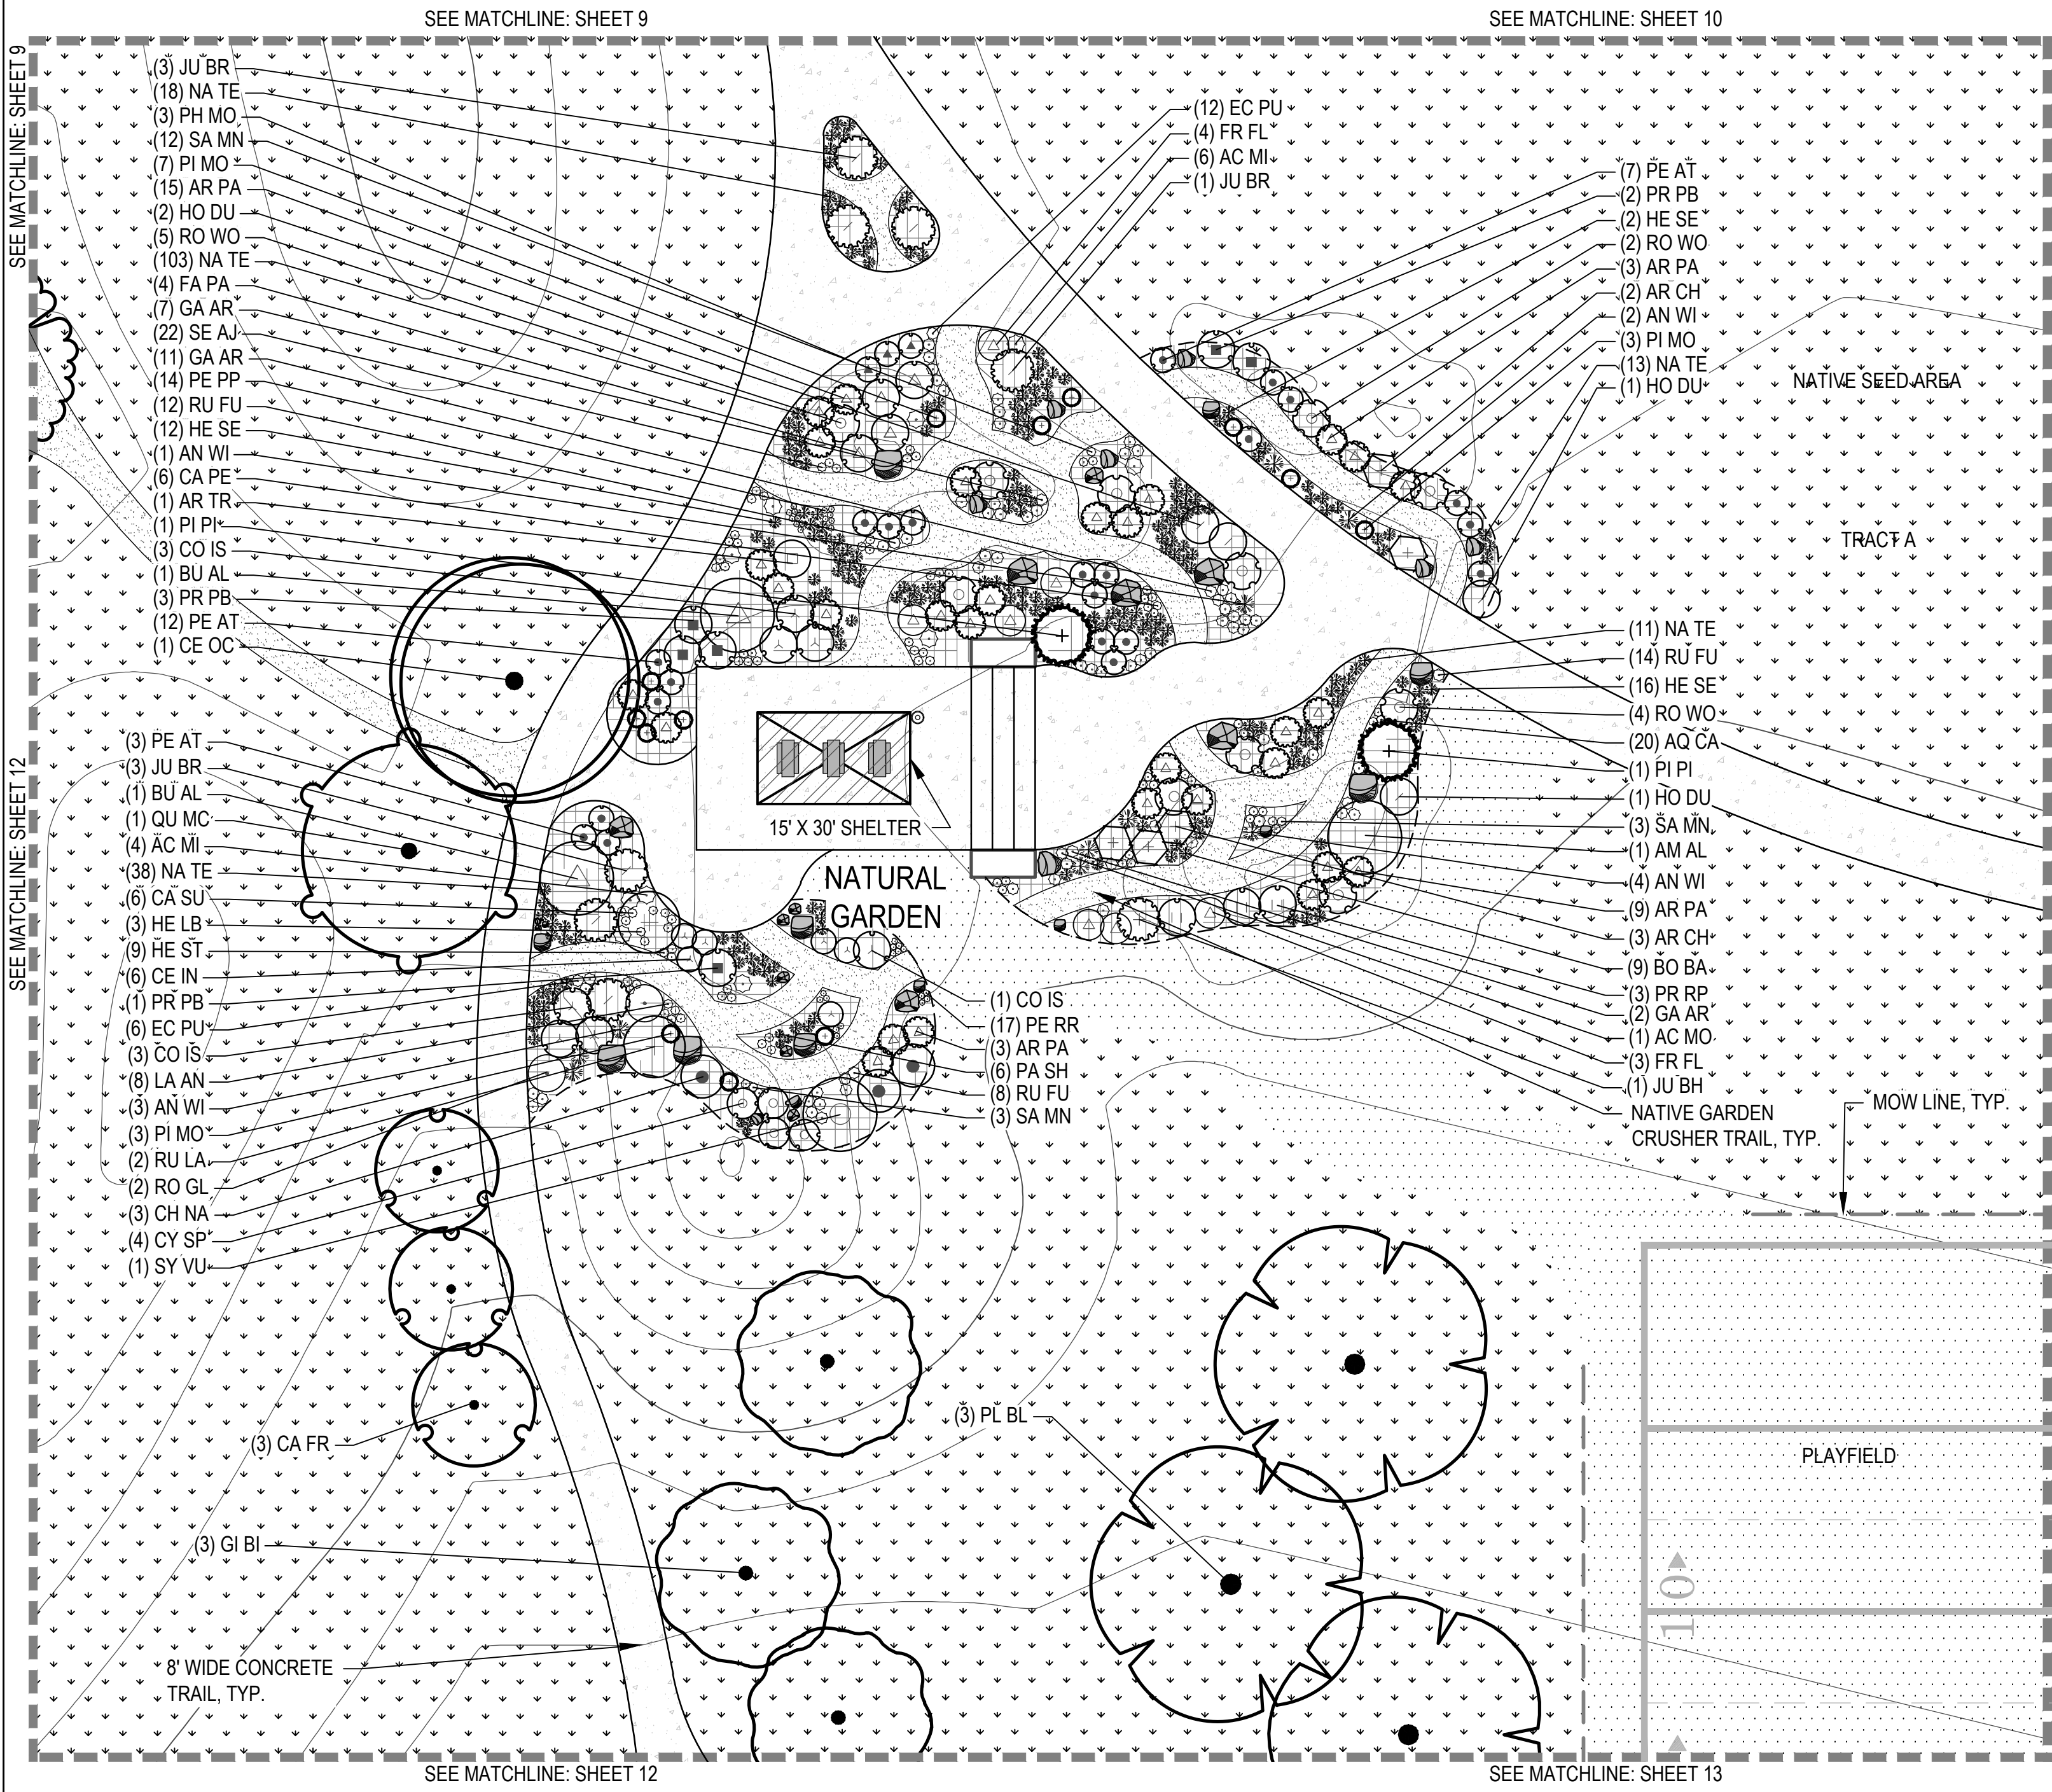 SEE MATCHLINE: SHEET 9
SEE MATCHLINE: SHEET 10
SEE MATCHLINE: SHEET 9
(3) JU BR
(18) NA TE
(3) PH MO
(12) SA MN
(7) PI MO
(15) AR PA
(2) HO DU
(5) RO WO
(103) NA TE
(4) FA PA
(7) GA AR
(22) SE AJ
(11) GA AR
(14) PE PP
(12) RU FU
(12) HE SE
(1) AN WI
(6) CA PE
(1) AR TR
(1) PI PI
(3) CO IS
(1) BU AL
(3) PR PB
(12) PE AT
(1) CE OC
(12) EC PU
(4) FR FL
(6) AC MI
(1) JU BR
(7) PE AT
(2) PR PB
(2) HE SE
(2) RO WO
(3) AR PA
(2) AR CH
(2) AN WI
(3) PI MO
(13) NA TE
(1) HO DU
NATIVE SEED AREA
TRACT A
(11) NA TE
(14) RU FU
(16) HE SE
(4) RO WO
(20) AQ CA
(1) PI PI
(1) HO DU
(3) SA MN
(1) AM AL
(4) AN WI
(9) AR PA
(3) AR CH
(9) BO BA
(3) PR RP
(2) GA AR
(1) AC MO
(3) FR FL
(1) JU BH
NATIVE GARDEN
CRUSHER TRAIL, TYP.
MOW LINE, TYP.
SEE MATCHLINE: SHEET 12
(3) PE AT
(3) JU BR
(1) BU AL
(1) QU MC
(4) AC MI
(38) NA TE
(6) CA SU
(3) HE LB
(9) HE ST
(6) CE IN
(1) PR PB
(6) EC PU
(3) CO IS
(8) LA AN
(3) AN WI
(3) PI MO
(2) RU LA
(2) RO GL
(3) CH NA
(4) CY SP
(1) SY VU
15' X 30' SHELTER
NATURAL
GARDEN
(1) CO IS
(17) PE RR
(3) AR PA
(6) PA SH
(8) RU FU
(3) SA MN
(3) CA FR
(3) PL BL
(3) GI BI
8' WIDE CONCRETE
TRAIL, TYP.
PLAYFIELD
10
SEE MATCHLINE: SHEET 12
SEE MATCHLINE: SHEET 13